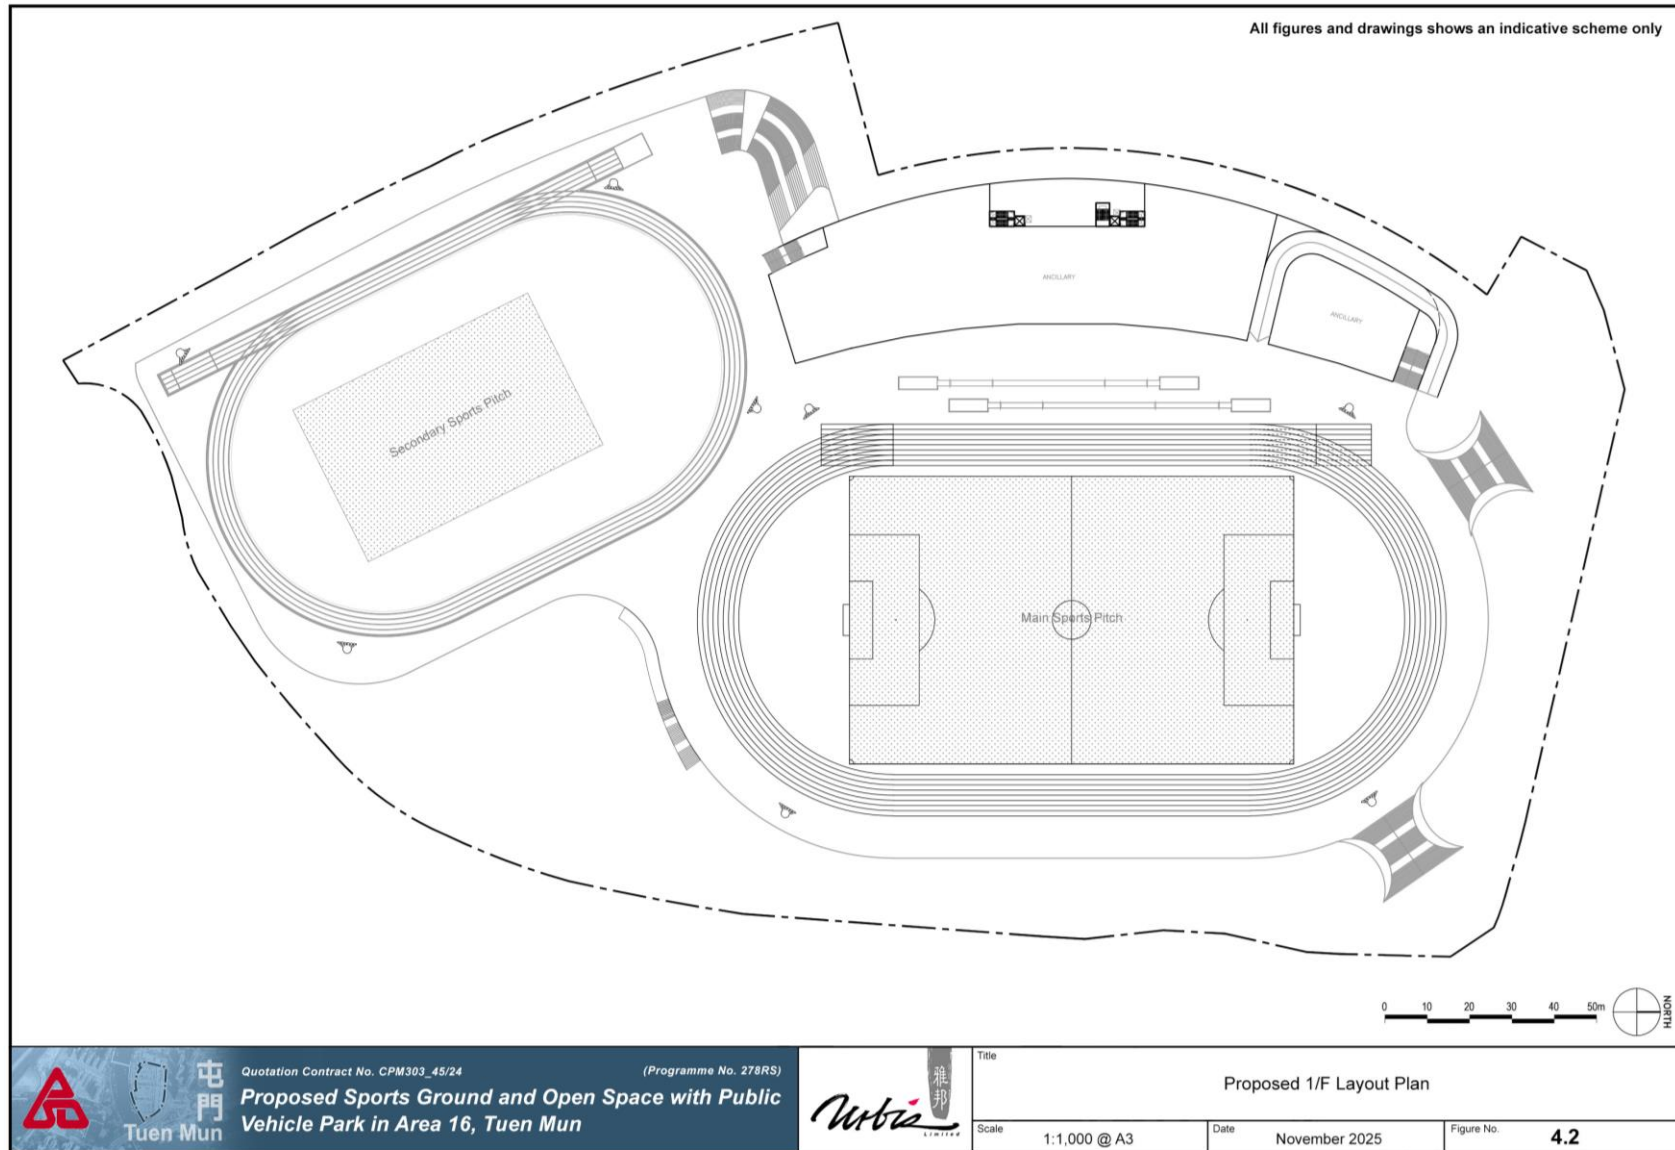 All figures and drawings shows an indicative scheme only
ANCILLARY
ANCILLARY
Secondary Sports Pitch
Main Sports Pitch
0 10 20 30 40 50m
NORTH
屯門
Tuen Mun
Quotation Contract No. CPM303_45/24 (Programme No. 278RS)
Proposed Sports Ground and Open Space with Public
Vehicle Park in Area 16, Tuen Mun
urbis
Limited
雅邦
Title
Proposed 1/F Layout Plan
Scale 1:1,000 @ A3
Date November 2025
Figure No. 4.2